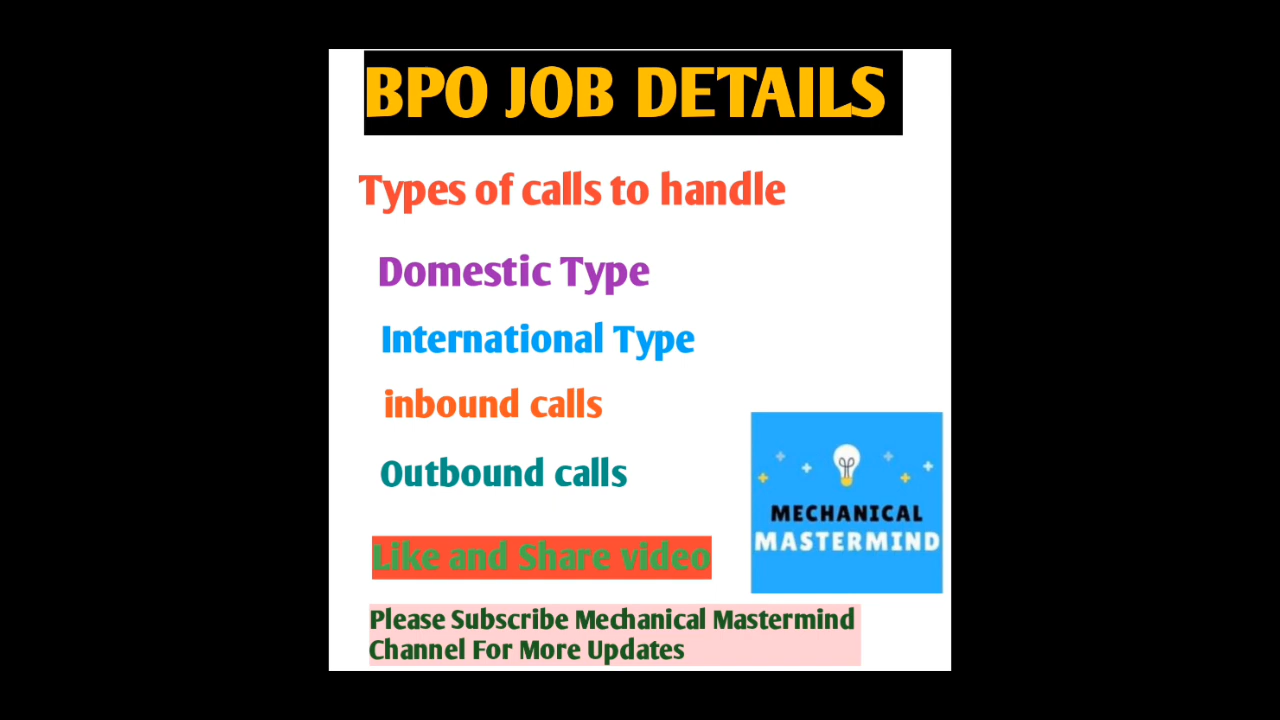 BPO JOB DETAILS
Types of calls to handle
Domestic Type
International Type
inbound calls
Outbound calls
MECHANICAL
MASTERMIND
Like and Share video
Please Subscribe Mechanical Mastermind
Channel For More Updates